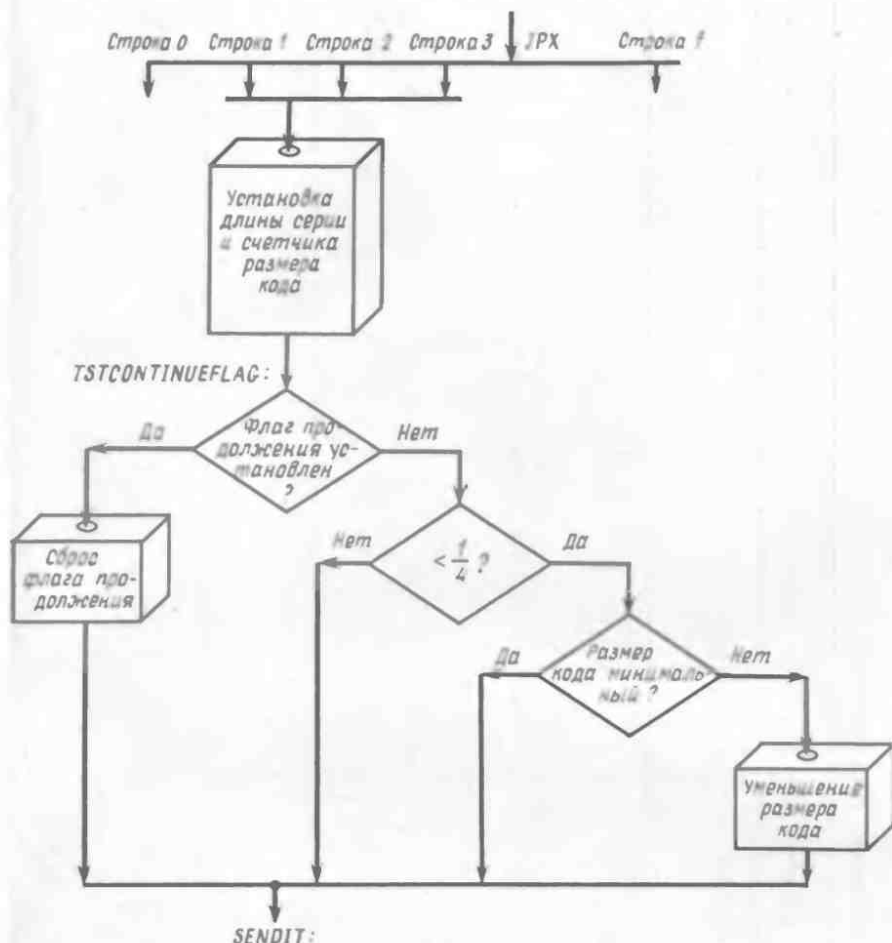 Строка 0 Строка 1 Строка 2 Строка 3 JPX Строка f
Установка
длины серии
и счетчика
размера
кода
TSTCONTINUEFLAG:
Да
Флаг про-
должения ус-
тановлен
?
Нет
Сброс
флага про-
должения
Нет
< 1/4 ?
Да
Да
Размер
кода минималь-
ный ?
Нет
Уменьшение
размера
кода
SENDIT: